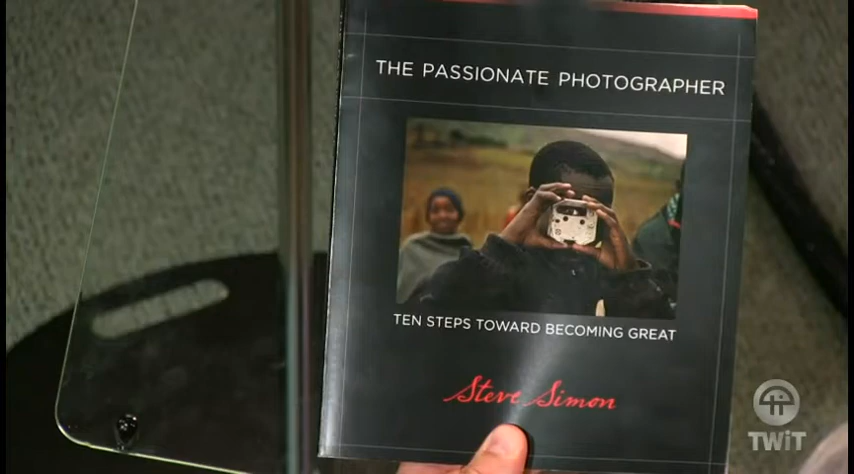 THE PASSIONATE PHOTOGRAPHER
TEN STEPS TOWARD BECOMING GREAT
Steve Simon
TWiT